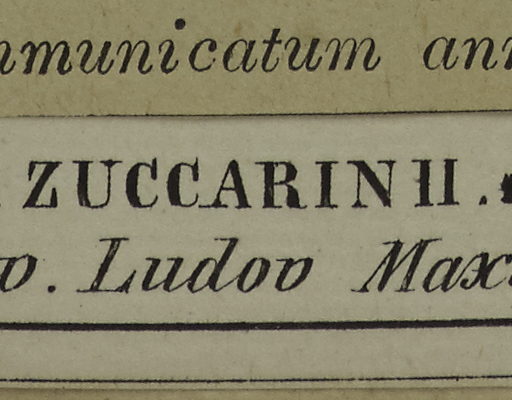 mmunicatum ann
ZUCCARINII.
v. Ludov Max